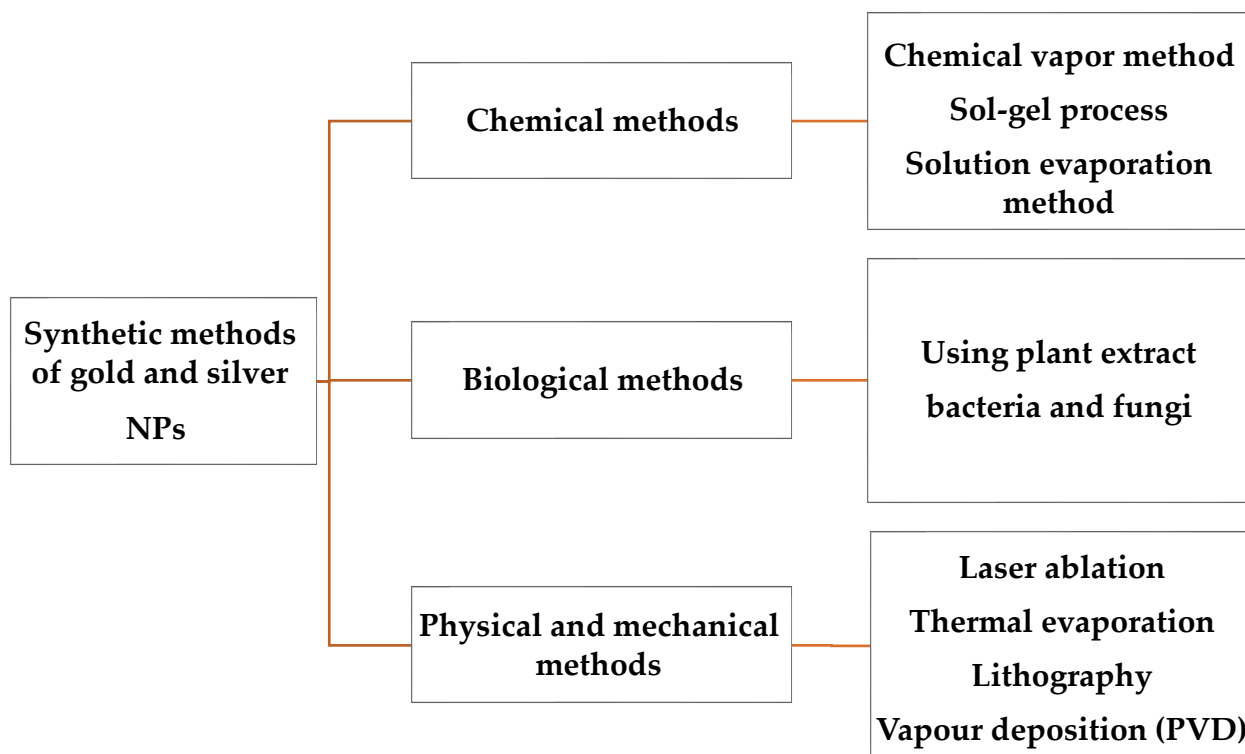 Synthetic methods
of gold and silver
NPs
Chemical methods
Chemical vapor method
Sol-gel process
Solution evaporation
method
Biological methods
Using plant extract
bacteria and fungi
Physical and mechanical
methods
Laser ablation
Thermal evaporation
Lithography
Vapour deposition (PVD)